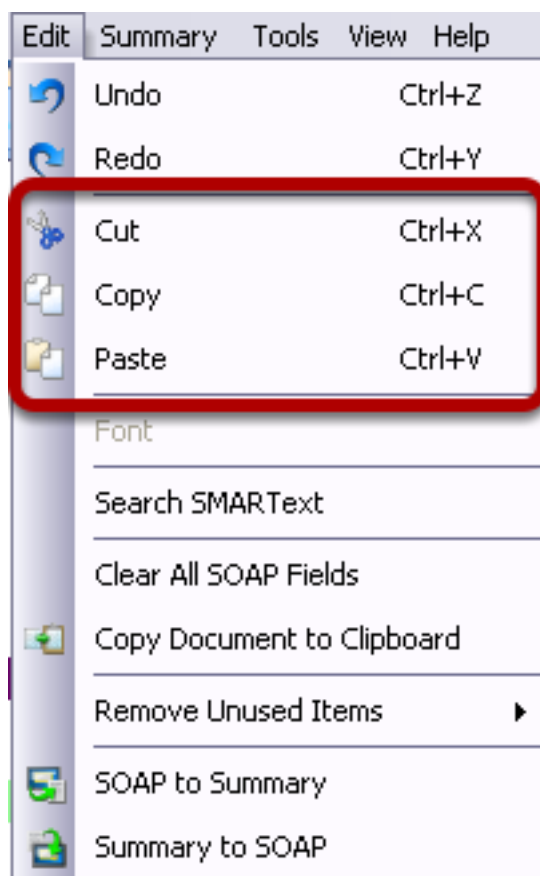 Edit Summary Tools View Help
Undo Ctrl+Z
Redo Ctrl+Y
Cut Ctrl+X
Copy Ctrl+C
Paste Ctrl+V
Font
Search SMARText
Clear All SOAP Fields
Copy Document to Clipboard
Remove Unused Items
SOAP to Summary
Summary to SOAP